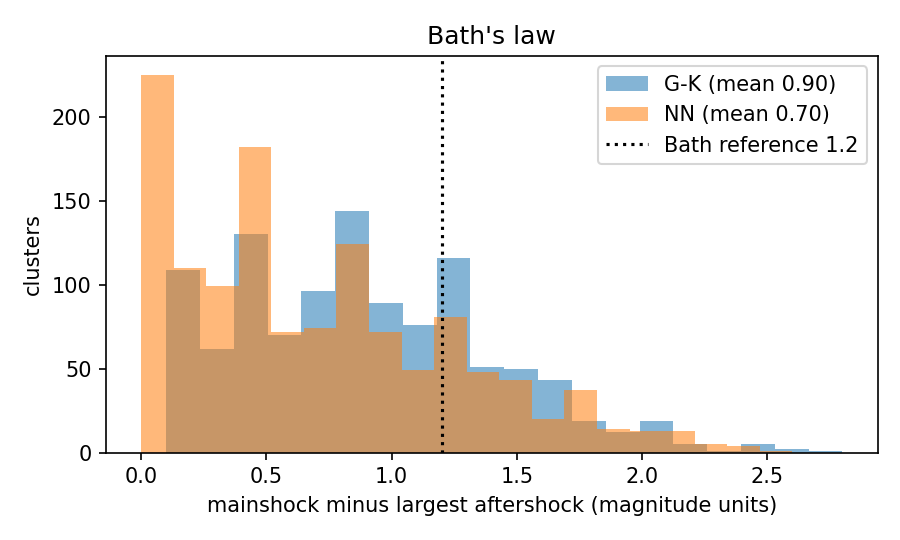 Bath's law
G-K (mean 0.90)
NN (mean 0.70)
Bath reference 1.2
clusters
200
150
100
50
0
0.0 0.5 1.0 1.5 2.0 2.5
mainshock minus largest aftershock (magnitude units)